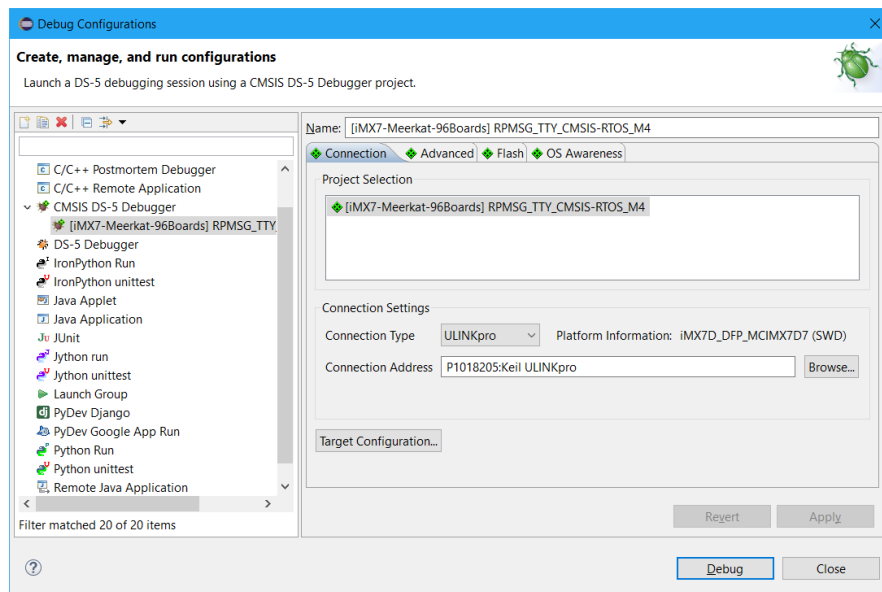 Debug Configurations
Create, manage, and run configurations
Launch a DS-5 debugging session using a CMSIS DS-5 Debugger project.
C/C++ Postmortem Debugger
C/C++ Remote Application
CMSIS DS-5 Debugger
[iMX7-Meerkat-96Boards] RPMSG_TTY_
DS-5 Debugger
IronPython Run
IronPython unittest
Java Applet
Java Application
Ju JUnit
Jython run
Jython unittest
Launch Group
dj PyDev Django
PyDev Google App Run
Python Run
Python unittest
Remote Java Application
Filter matched 20 of 20 items
Name: [iMX7-Meerkat-96Boards] RPMSG_TTY_CMSIS-RTOS_M4
Connection Advanced Flash OS Awareness
Project Selection
[iMX7-Meerkat-96Boards] RPMSG_TTY_CMSIS-RTOS_M4
Connection Settings
Connection Type ULINKpro Platform Information: iMX7D_DFP_MCIMX7D7 (SWD)
Connection Address P1018205:Keil ULINKpro Browse...
Target Configuration...
Revert Apply
Debug Close